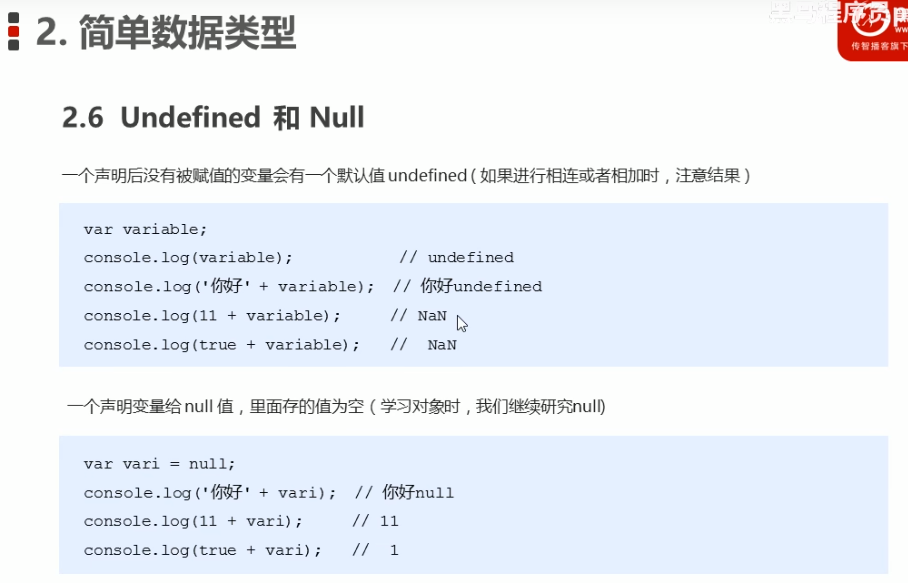 2. 简单数据类型
黑马程序员
传智播客旗下
2.6 Undefined 和 Null
一个声明后没有被赋值的变量会有一个默认值 undefined ( 如果进行相连或者相加时，注意结果 )
var variable;
console.log(variable); // undefined
console.log('你好' + variable); // 你好undefined
console.log(11 + variable); // NaN
console.log(true + variable); // NaN
一个声明变量给 null 值，里面存的值为空（学习对象时，我们继续研究null)
var vari = null;
console.log('你好' + vari); // 你好null
console.log(11 + vari); // 11
console.log(true + vari); // 1